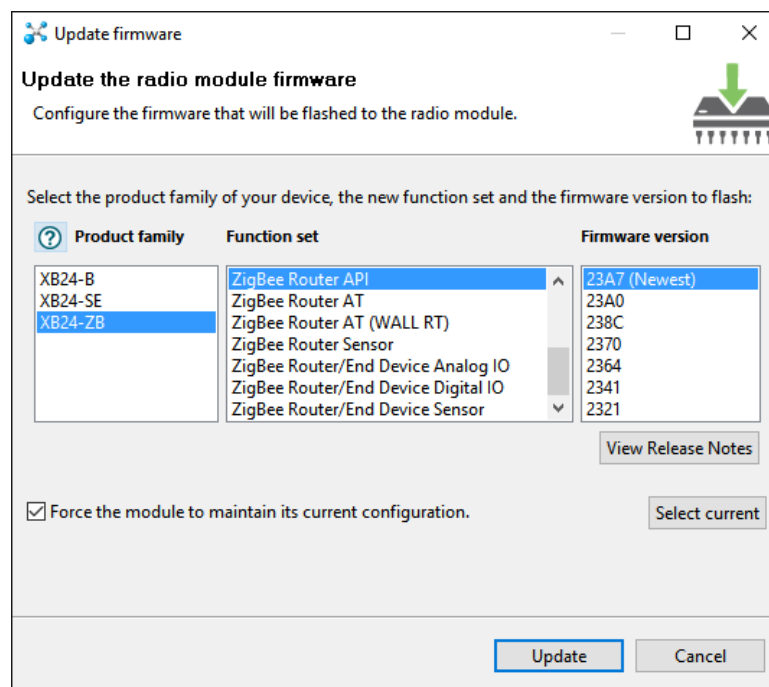 Update firmware
Update the radio module firmware
Configure the firmware that will be flashed to the radio module.
Select the product family of your device, the new function set and the firmware version to flash:
? Product family Function set Firmware version
XB24-B ZigBee Router API 23A7 (Newest)
XB24-SE ZigBee Router AT 23A0
XB24-ZB ZigBee Router AT (WALL RT) 238C
ZigBee Router Sensor 2370
ZigBee Router/End Device Analog IO 2364
ZigBee Router/End Device Digital IO 2341
ZigBee Router/End Device Sensor 2321
View Release Notes
Force the module to maintain its current configuration. Select current
Update Cancel